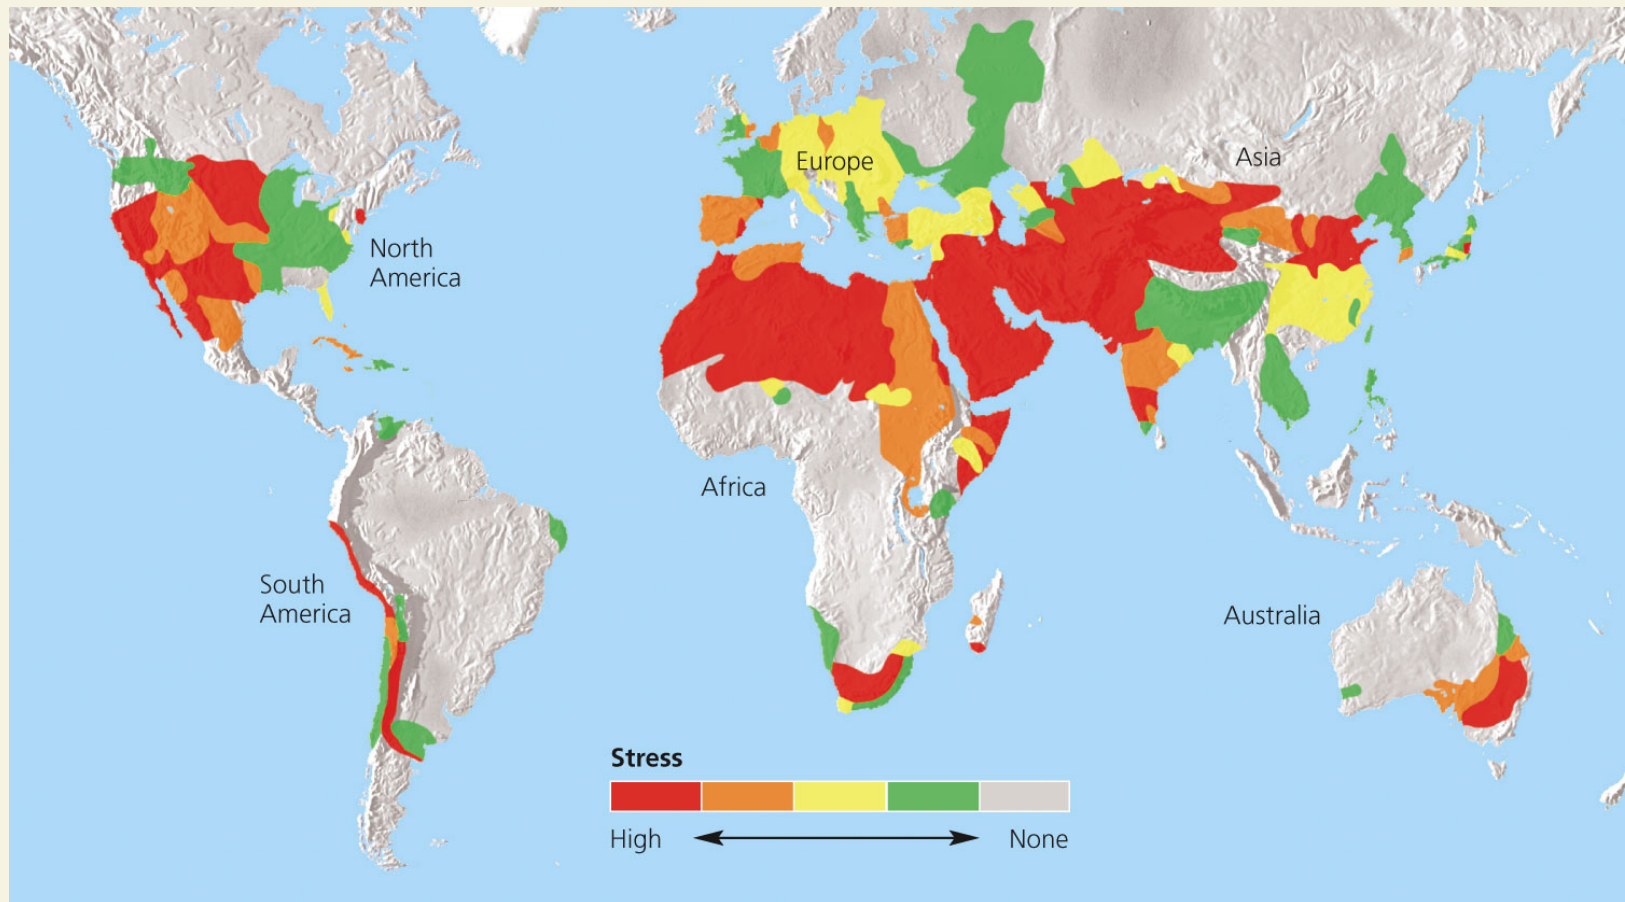 Europe
Asia
North
America
Africa
South
America
Australia
Stress
High
None